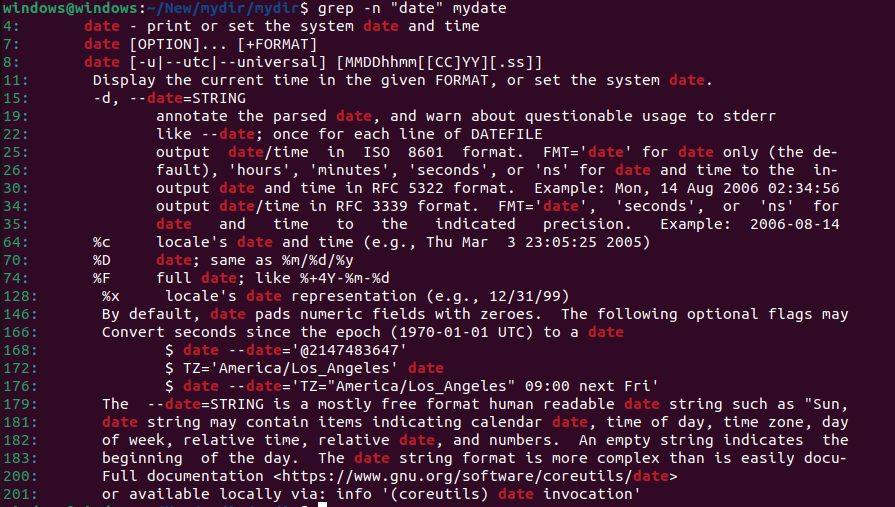 windows@windows:~/New/mydir/mydir$ grep -n "date" mydate
4:       date - print or set the system date and time
7:       date [OPTION]... [+FORMAT]
8:       date [-u|--utc|--universal] [MMDDhhmm[[CC]YY][.ss]]
11:       Display the current time in the given FORMAT, or set the system date.
15:       -d, --date=STRING
19:              annotate the parsed date, and warn about questionable usage to stderr
22:              like --date; once for each line of DATEFILE
25:              output  date/time  in  ISO  8601  format.  FMT='date' for date only (the de-
26:              fault), 'hours', 'minutes', 'seconds', or 'ns' for date and time to the  in-
30:              output date and time in RFC 5322 format.  Example: Mon, 14 Aug 2006 02:34:56
34:              output date/time in RFC 3339 format.  FMT='date', 'seconds',  or  'ns'  for
35:              date   and   time   to   the   indicated   precision.   Example:  2006-08-14
64:       %c     locale's date and time (e.g., Thu Mar  3 23:05:25 2005)
70:       %D     date; same as %m/%d/%y
74:       %F     full date; like %+4Y-%m-%d
128:       %x     locale's date representation (e.g., 12/31/99)
146:       By default, date pads numeric fields with zeroes.  The following optional flags may
166:       Convert seconds since the epoch (1970-01-01 UTC) to a date
168:              $ date --date='@2147483647'
172:              $ TZ='America/Los_Angeles' date
176:              $ date --date='TZ="America/Los_Angeles" 09:00 next Fri'
179:       The  --date=STRING is a mostly free format human readable date string such as "Sun,
181:       date string may contain items indicating calendar date, time of day, time zone, day
182:       of week, relative time, relative date, and numbers.  An empty string indicates  the
183:       beginning  of the day.  The date string format is more complex than is easily docu-
200:       Full documentation <https://www.gnu.org/software/coreutils/date>
201:       or available locally via: info '(coreutils) date invocation'